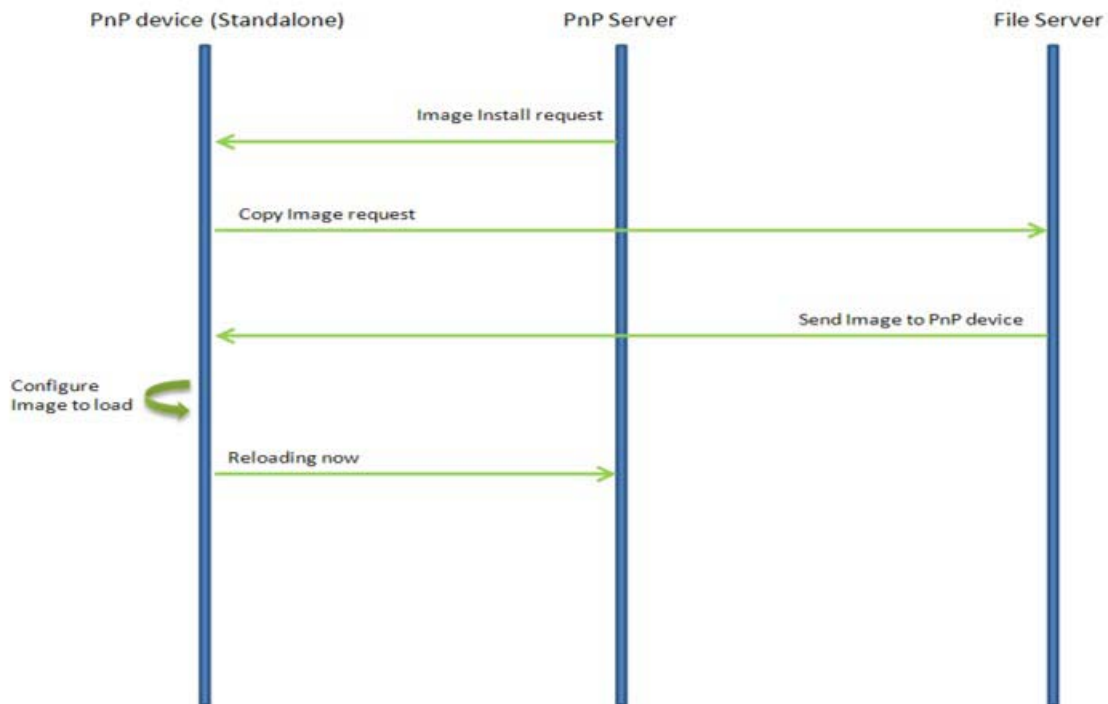 PnP device (Standalone)
PnP Server
File Server
Image Install request
Copy Image request
Send Image to PnP device
Configure
Image to load
Reloading now